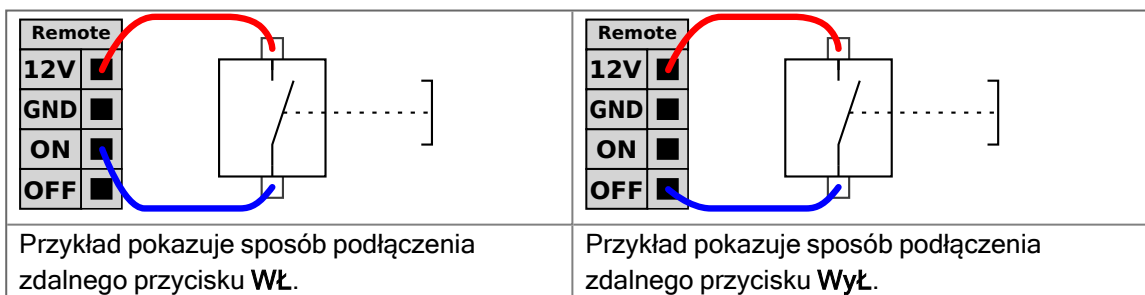 Remote
12V
GND
ON
OFF
Przykład pokazuje sposób podłączenia
zdalnego przycisku WŁ.
Remote
12V
GND
ON
OFF
Przykład pokazuje sposób podłączenia
zdalnego przycisku WyŁ.